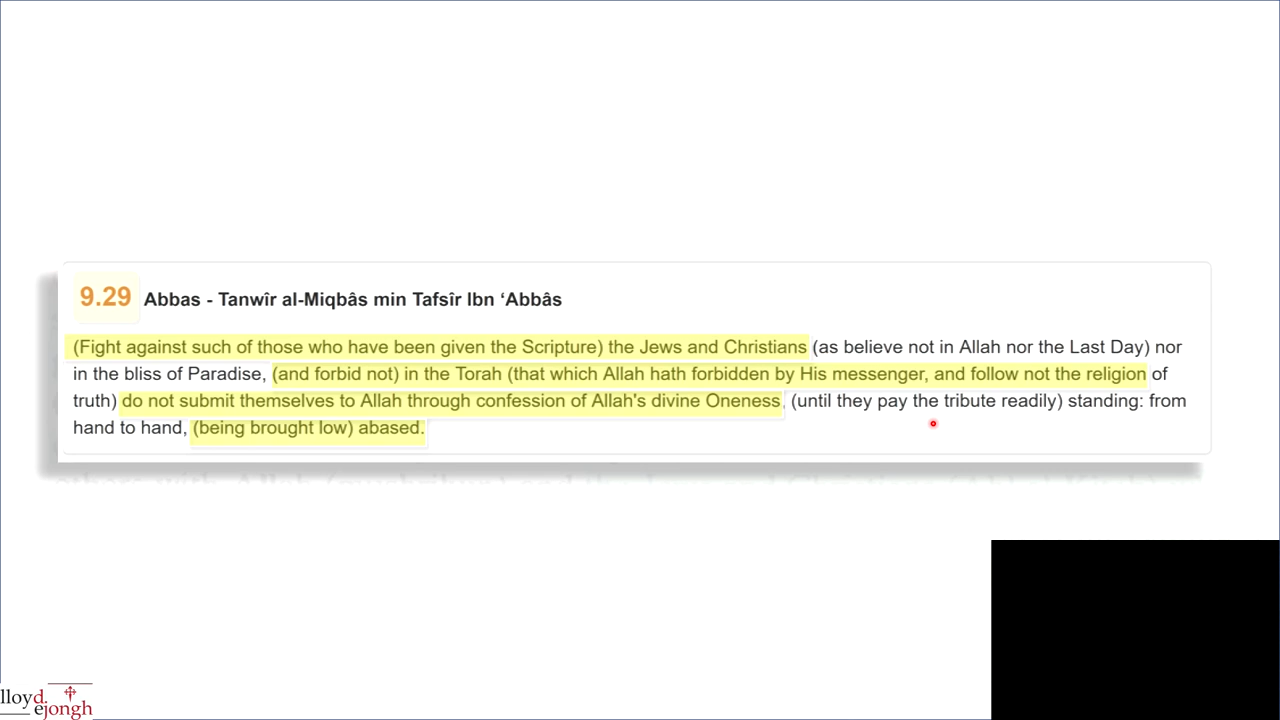 9.29 Abbas - Tanwîr al-Miqbâs min Tafsîr Ibn ‘Abbâs
(Fight against such of those who have been given the Scripture) the Jews and Christians (as believe not in Allah nor the Last Day) nor
in the bliss of Paradise, (and forbid not) in the Torah (that which Allah hath forbidden by His messenger, and follow not the religion of
truth) do not submit themselves to Allah through confession of Allah's divine Oneness, (until they pay the tribute readily) standing: from
hand to hand, (being brought low) abased.
lloyd
ejongh